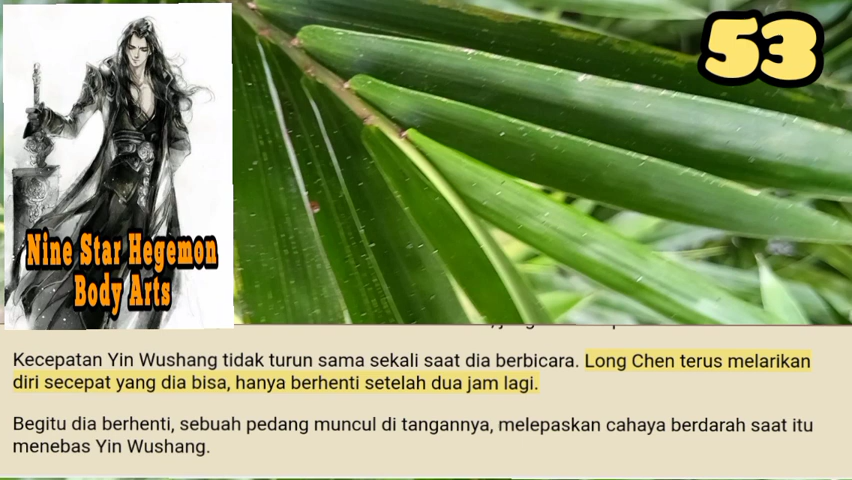 53
Nine Star Hegemon
Body Arts
Kecepatan Yin Wushang tidak turun sama sekali saat dia berbicara. Long Chen terus melarikan
diri secepat yang dia bisa, hanya berhenti setelah dua jam lagi.
Begitu dia berhenti, sebuah pedang muncul di tangannya, melepaskan cahaya berdarah saat itu
menebas Yin Wushang.